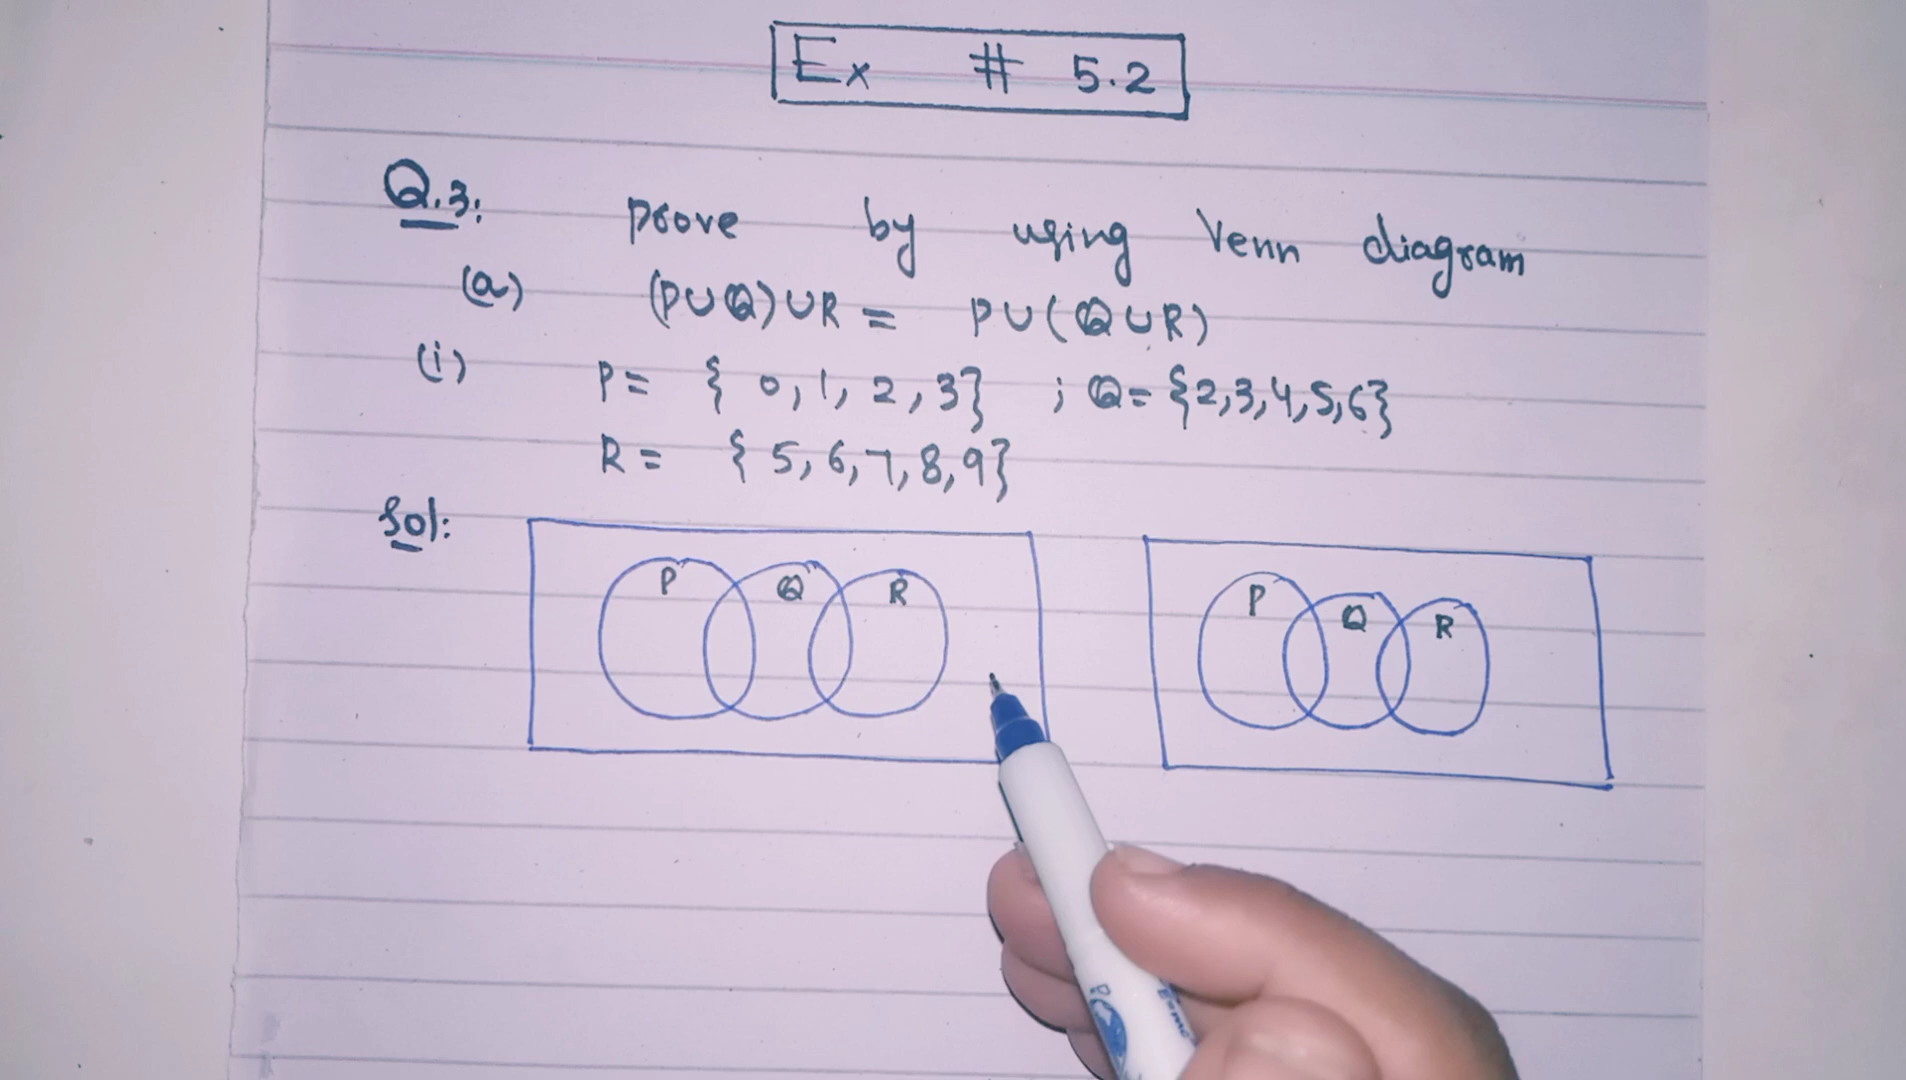 Ex # 5.2
Q.3: prove by using Venn diagram
(a) (P∪Q)∪R = P∪(Q∪R)
(i) P = {0,1,2,3} ; Q = {2,3,4,5,6}
R = {5,6,7,8,9}
Sol:
P Q R
P Q R